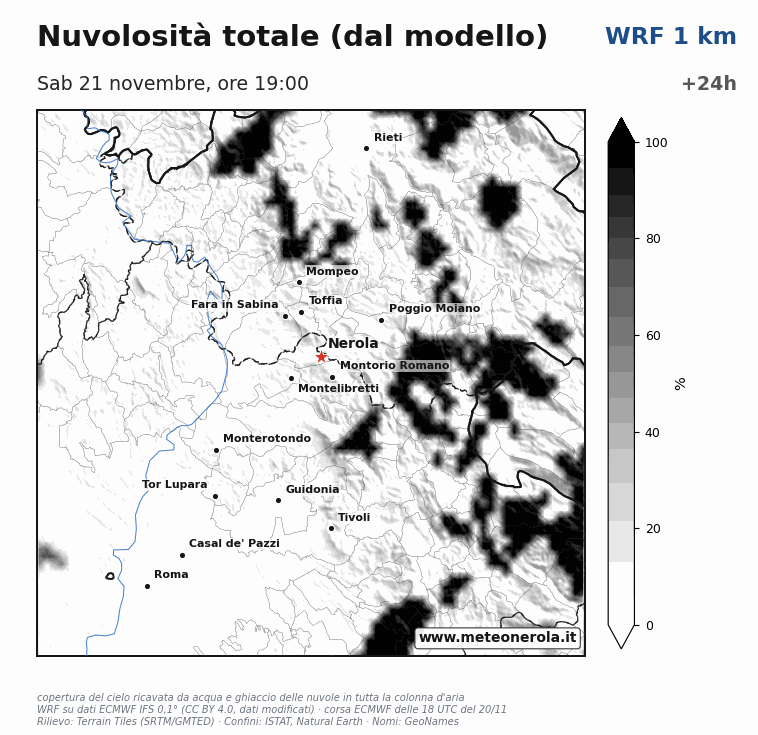 Nuvolosità totale (dal modello)
WRF 1 km
Sab 21 novembre, ore 19:00
+24h
Rieti
Mompeo
Toffia
Fara in Sabina
Poggio Moiano
Nerola
Montorio Romano
Montelibretti
Monterotondo
Tor Lupara
Guidonia
Tivoli
Casal de' Pazzi
Roma
www.meteonerola.it
100
80
60
40
20
0
%
copertura del cielo ricavata da acqua e ghiaccio delle nuvole in tutta la colonna d'aria
WRF su dati ECMWF IFS 0,1° (CC BY 4.0, dati modificati) · corsa ECMWF delle 18 UTC del 20/11
Rilievo: Terrain Tiles (SRTM/GMTED) · Confini: ISTAT, Natural Earth · Nomi: GeoNames